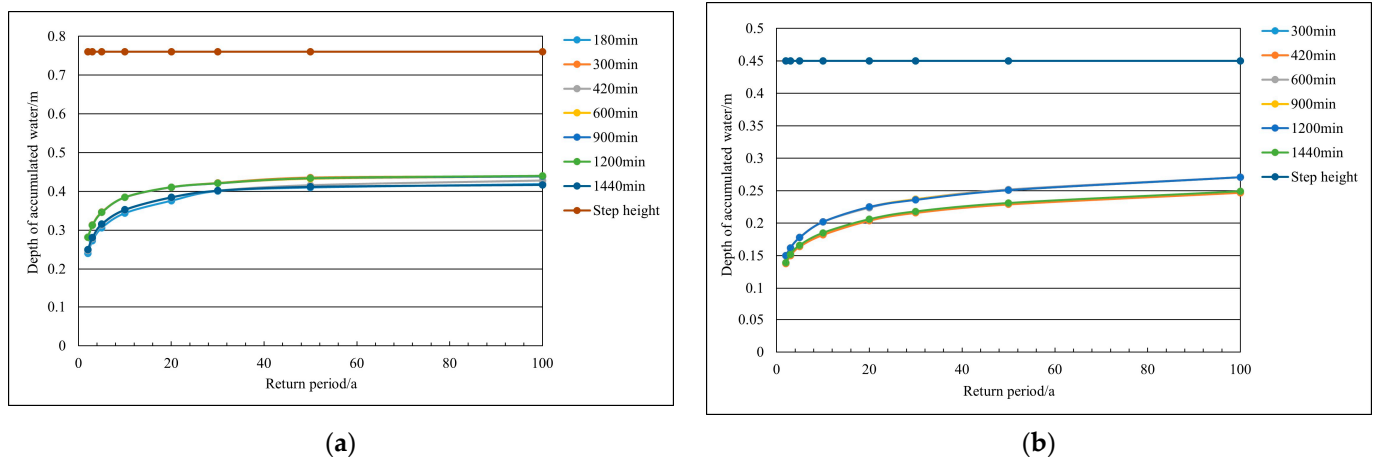 0.8
0.7
0.6
0.5
0.4
0.3
0.2
0.1
0
Depth of accumulated water/m
0 20 40 60 80 100
Return period/a
180min
300min
420min
600min
900min
1200min
1440min
Step height
(a)
0.5
0.45
0.4
0.35
0.3
0.25
0.2
0.15
0.1
0.05
0
Depth of accumulated water/m
0 20 40 60 80 100
Return period/a
300min
420min
600min
900min
1200min
1440min
Step height
(b)